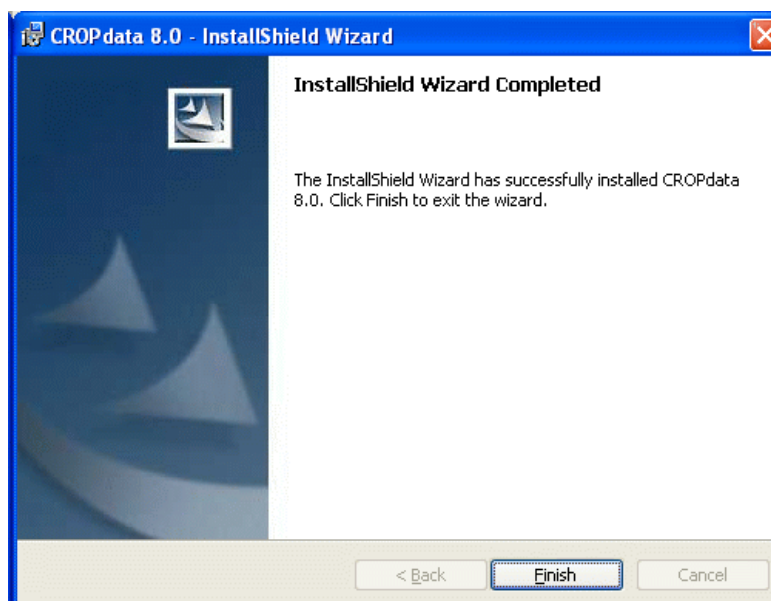 CROPdata 8.0 - InstallShield Wizard
InstallShield Wizard Completed
The InstallShield Wizard has successfully installed CROPdata
8.0. Click Finish to exit the wizard.
< Back Finish Cancel